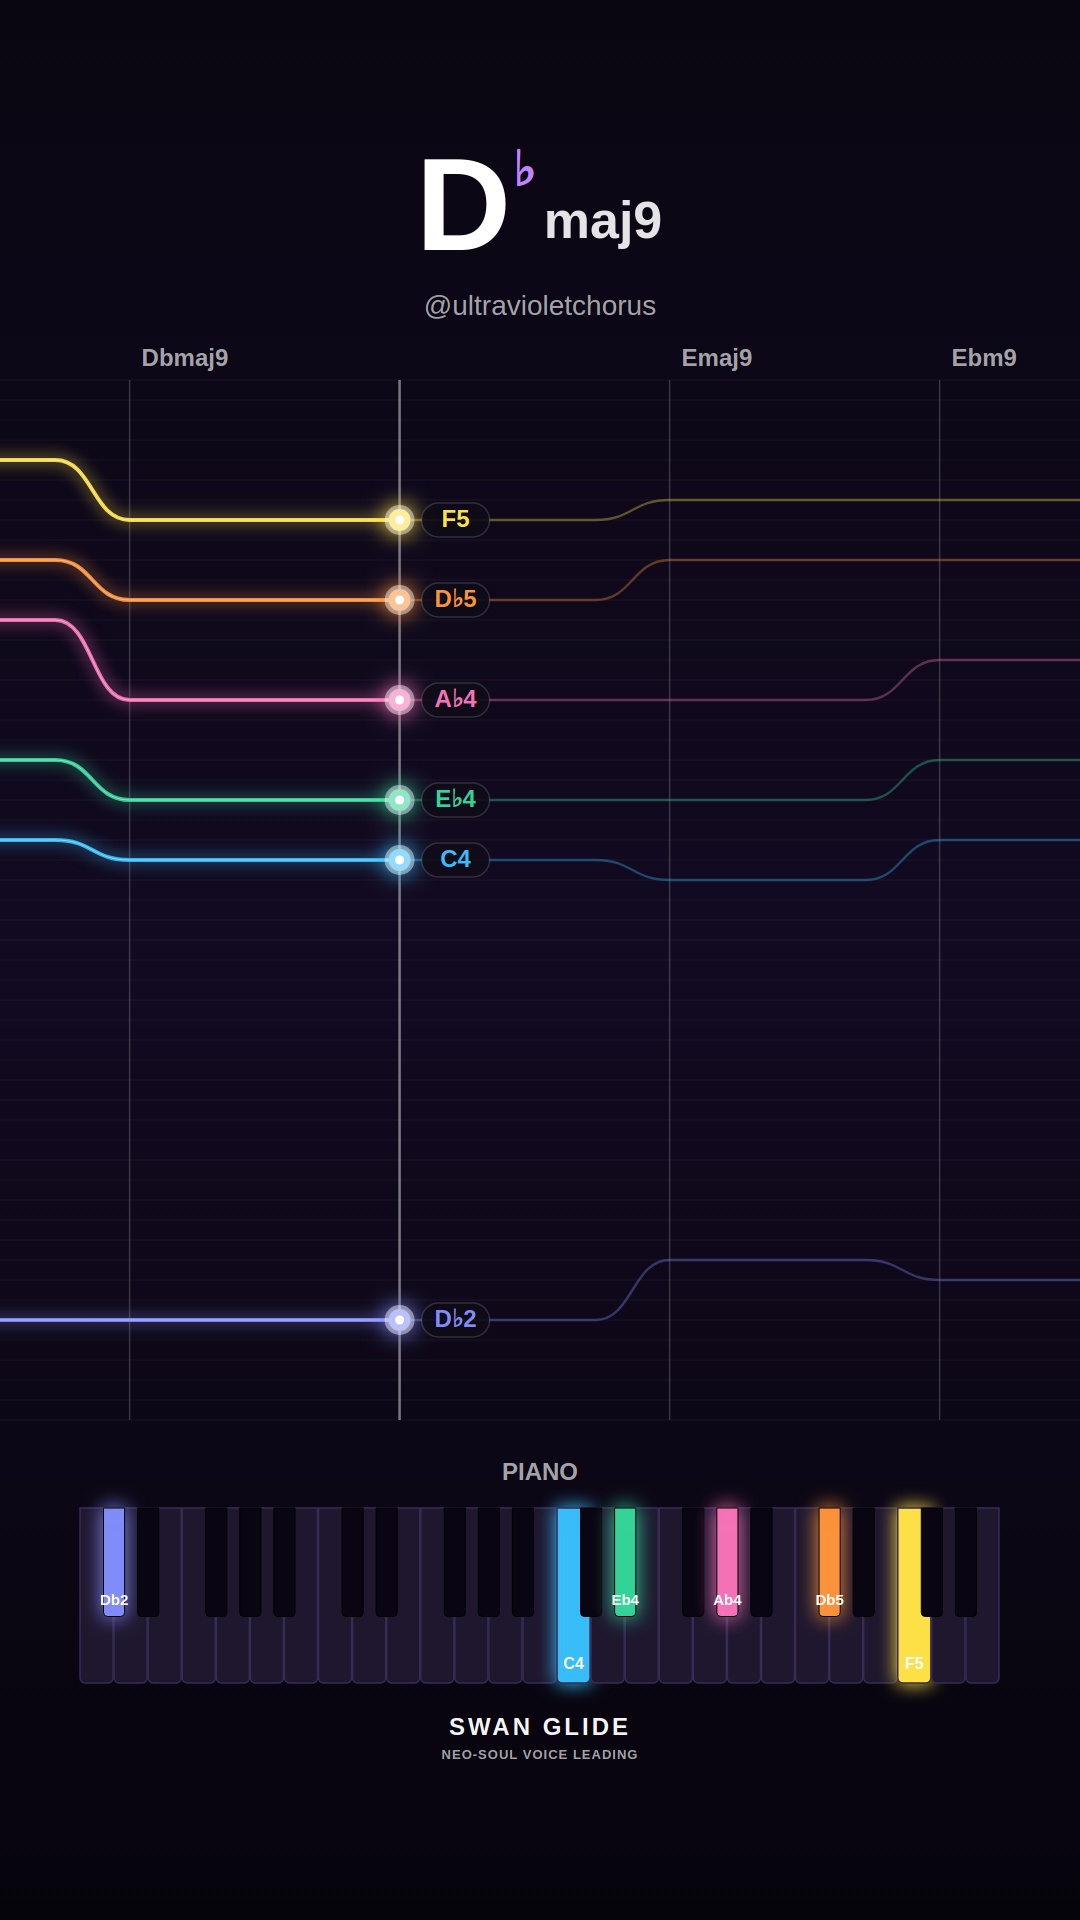 D♭maj9
@ultravioletchorus
Dbmaj9 Emaj9 Ebm9
F5
D♭5
A♭4
E♭4
C4
D♭2
PIANO
Db2 Eb4 Ab4 Db5
C4 F5
SWAN GLIDE
NEO-SOUL VOICE LEADING